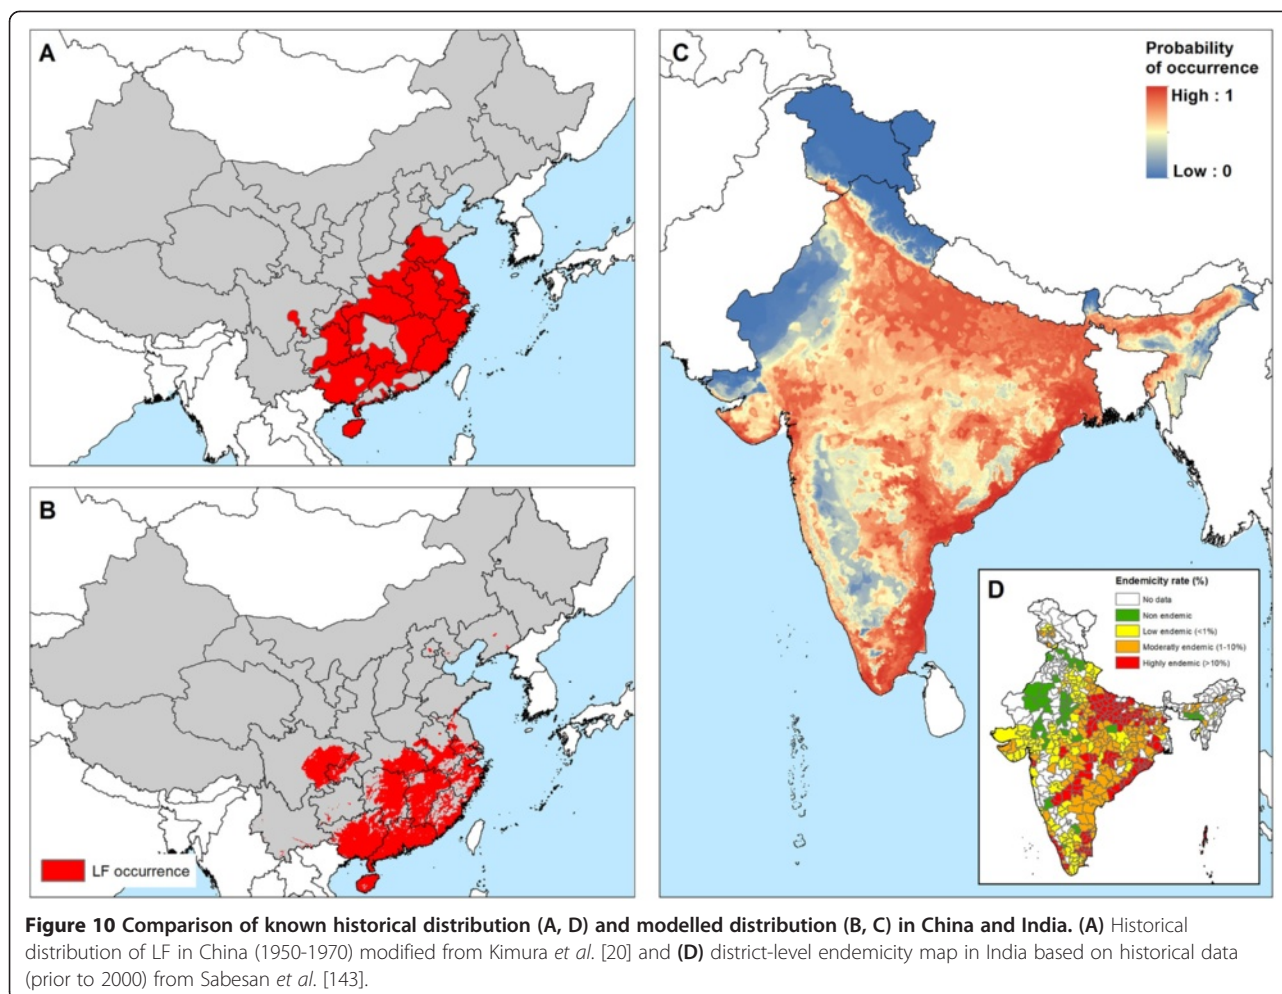 A
C
Probability
of occurrence
High : 1
Low : 0
B
LF occurrence
D
Endemicity rate (%)
No data
Non endemic
Low endemic (<1%)
Moderatly endemic (1-10%)
Highly endemic (>10%)
Figure 10 Comparison of known historical distribution (A, D) and modelled distribution (B, C) in China and India. (A) Historical
distribution of LF in China (1950-1970) modified from Kimura et al. [20] and (D) district-level endemicity map in India based on historical data
(prior to 2000) from Sabesan et al. [143].